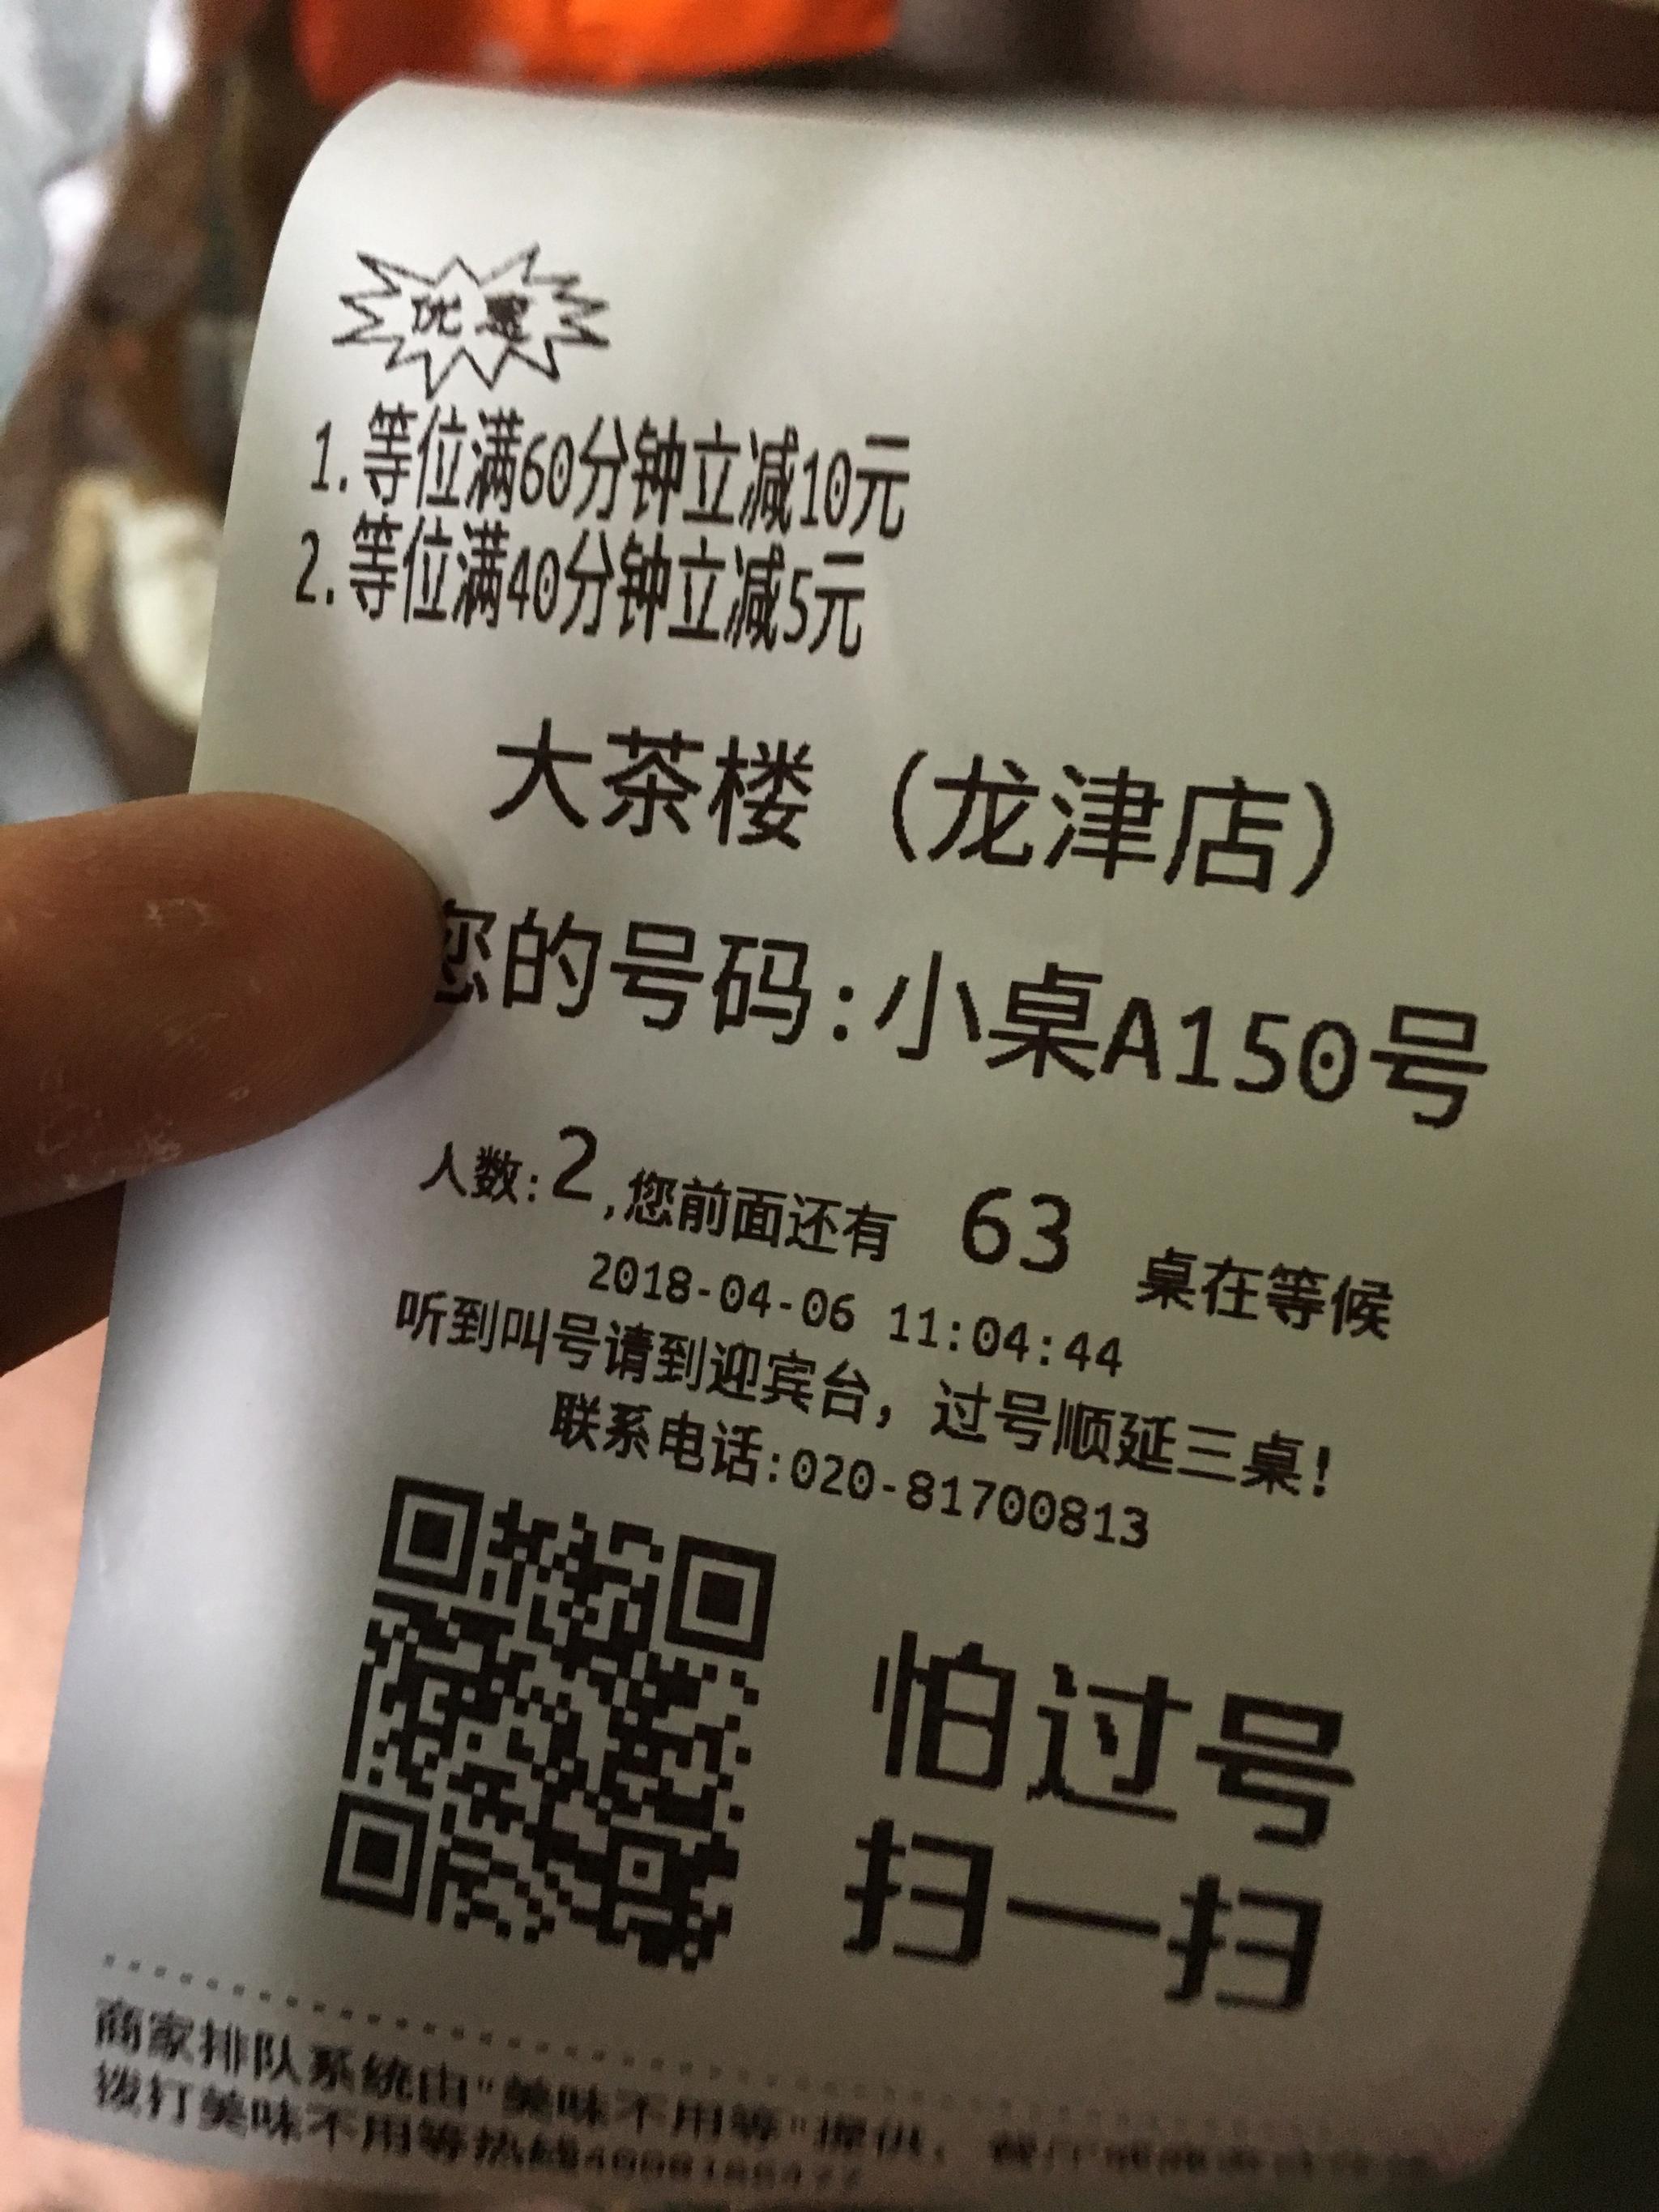 优惠
1.等位满60分钟立减10元
2.等位满40分钟立减5元
大茶楼（龙津店）
您的号码:小桌A150号
人数:2,您前面还有 63 桌在等候
2018-04-06 11:04:44
听到叫号请到迎宾台，过号顺延三桌！
联系电话:020-81700813
怕过号
扫一扫
商家排队系统由"美味不用等"提供，
拨打美味不用等热线